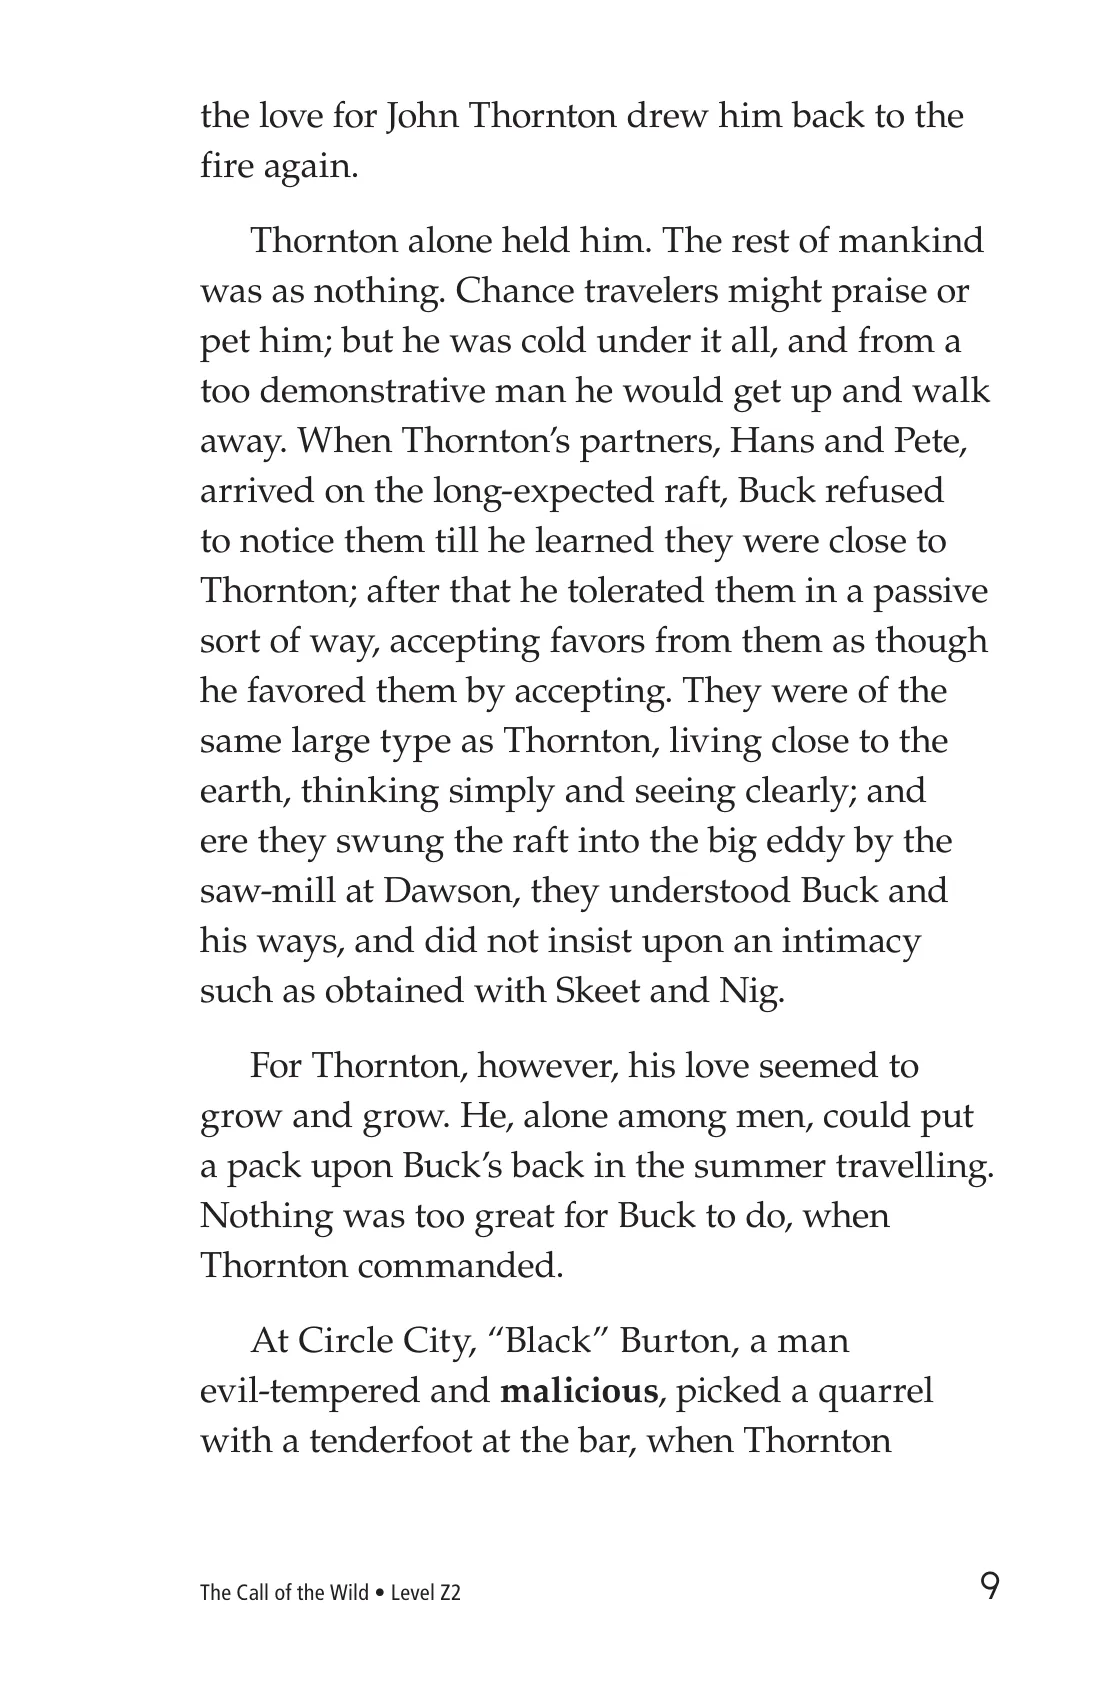 the love for John Thornton drew him back to the
fire again.
Thornton alone held him. The rest of mankind
was as nothing. Chance travelers might praise or
pet him; but he was cold under it all, and from a
too demonstrative man he would get up and walk
away. When Thornton’s partners, Hans and Pete,
arrived on the long-expected raft, Buck refused
to notice them till he learned they were close to
Thornton; after that he tolerated them in a passive
sort of way, accepting favors from them as though
he favored them by accepting. They were of the
same large type as Thornton, living close to the
earth, thinking simply and seeing clearly; and
ere they swung the raft into the big eddy by the
saw-mill at Dawson, they understood Buck and
his ways, and did not insist upon an intimacy
such as obtained with Skeet and Nig.
For Thornton, however, his love seemed to
grow and grow. He, alone among men, could put
a pack upon Buck’s back in the summer travelling.
Nothing was too great for Buck to do, when
Thornton commanded.
At Circle City, “Black” Burton, a man
evil-tempered and malicious, picked a quarrel
with a tenderfoot at the bar, when Thornton
The Call of the Wild • Level Z2
9